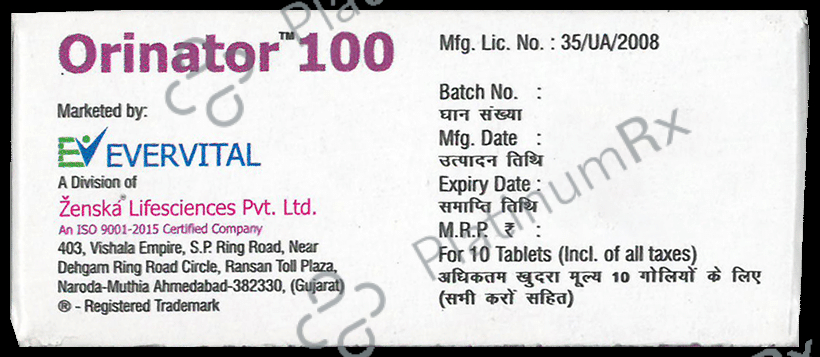 Orinator™ 100
Marketed by:
EVERVITAL
A Division of
Ženska® Lifesciences Pvt. Ltd.
An ISO 9001-2015 Certified Company
403, Vishala Empire, S.P. Ring Road, Near
Dehgam Ring Road Circle, Ransan Toll Plaza,
Naroda-Muthia Ahmedabad-382330, (Gujarat)
® - Registered Trademark
Mfg. Lic. No. : 35/UA/2008
Batch No. :
घान संख्या
Mfg. Date :
उत्पादन तिथि
Expiry Date :
समाप्ति तिथि
M.R.P. ₹ :
For 10 Tablets (Incl. of all taxes)
अधिकतम खुदरा मूल्य 10 गोलियों के लिए
(सभी करों सहित)
PlatinumRx